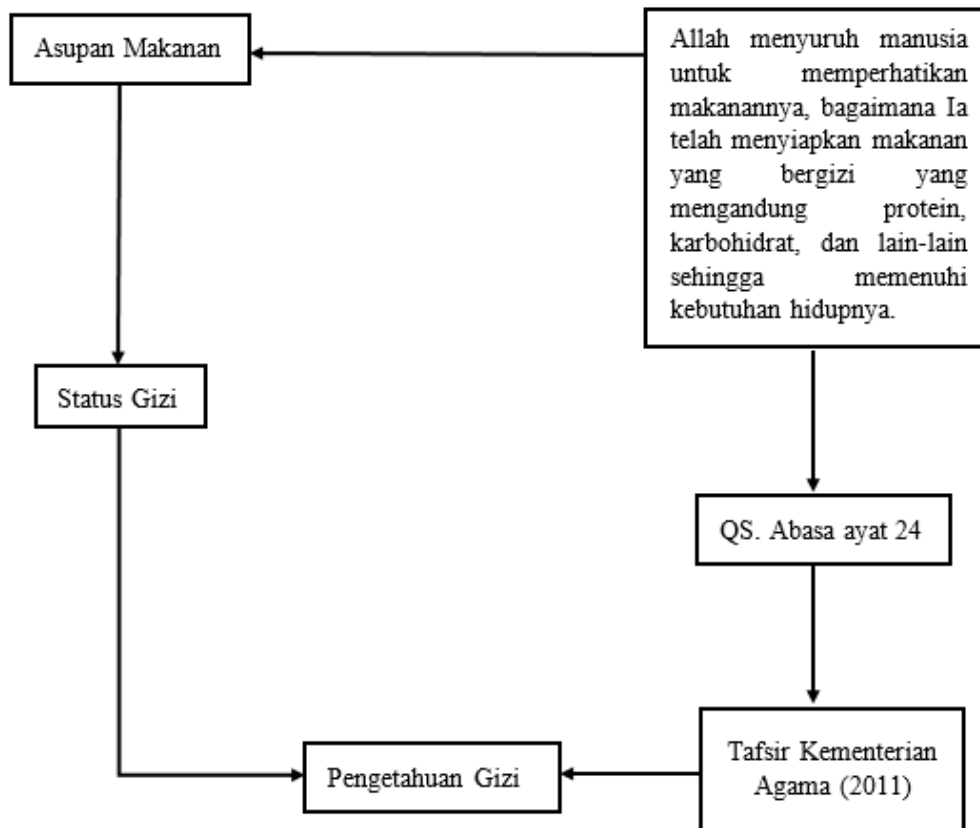 Asupan Makanan
Allah menyuruh manusia
untuk memperhatikan
makanannya, bagaimana Ia
telah menyiapkan makanan
yang bergizi yang
mengandung protein,
karbohidrat, dan lain-lain
sehingga memenuhi
kebutuhan hidupnya.
Status Gizi
QS. Abasa ayat 24
Pengetahuan Gizi
Tafsir Kementerian
Agama (2011)